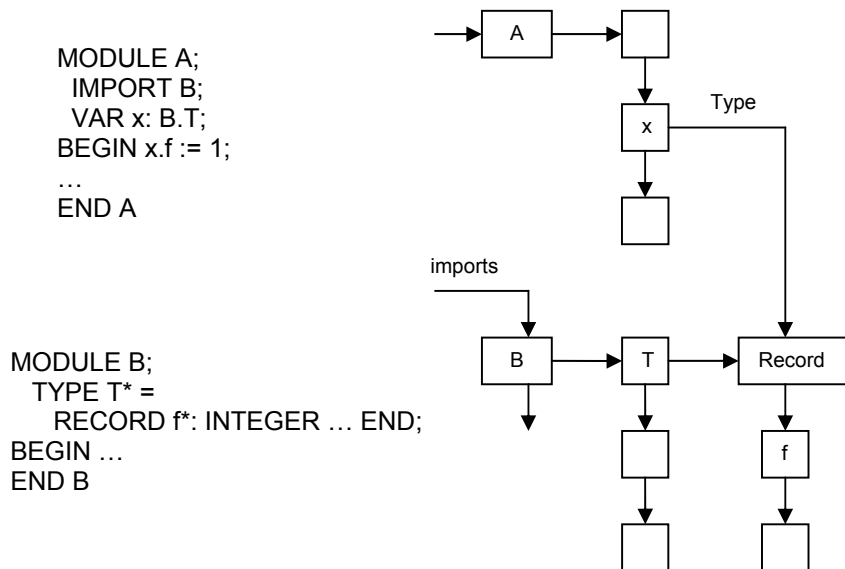 MODULE A;
IMPORT B;
VAR x: B.T;
BEGIN x.f := 1;
…
END A
A
x
Type
imports
MODULE B;
TYPE T* =
RECORD f*: INTEGER … END;
BEGIN …
END B
B
T
Record
f